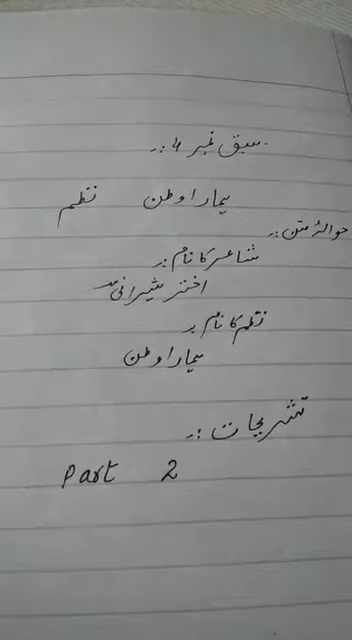 سبق نمبر 4:۔
ہمارا وطن نظم
حوالۂ متن:۔
شاعر کا نام:۔
اختر شیرانی
نظم کا نام:۔
ہمارا وطن
تشریحات:۔
Part 2